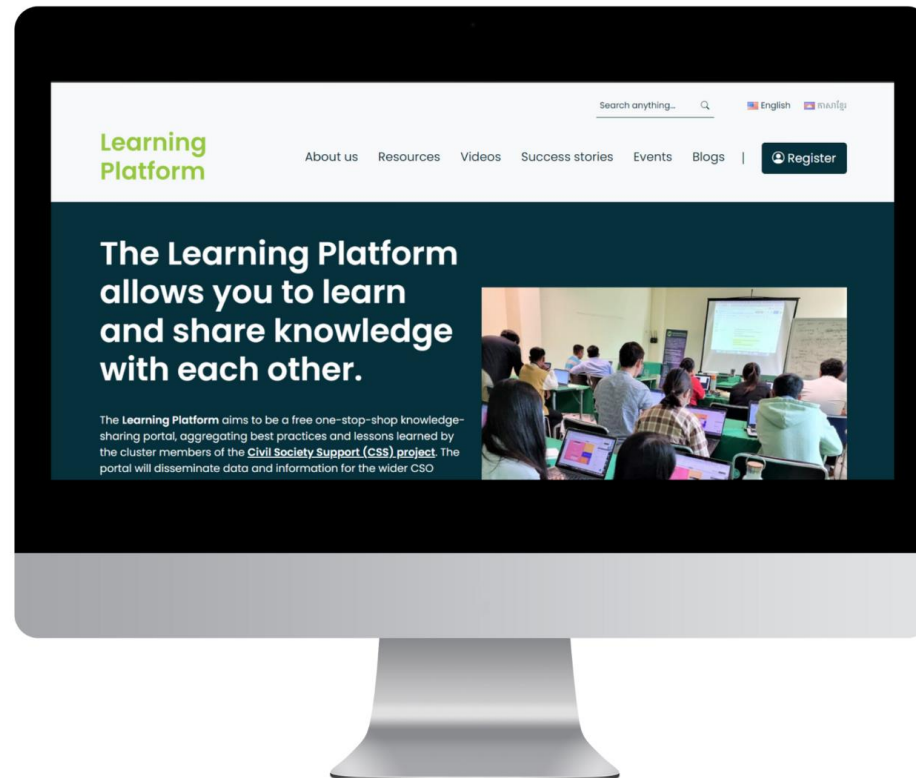 Search anything...
English ភាសាខ្មែរ
Learning
Platform
About us Resources Videos Success stories Events Blogs | Register
The Learning Platform
allows you to learn
and share knowledge
with each other.
The Learning Platform aims to be a free one-stop-shop knowledge-
sharing portal, aggregating best practices and lessons learned by
the cluster members of the Civil Society Support (CSS) project. The
portal will disseminate data and information for the wider CSO